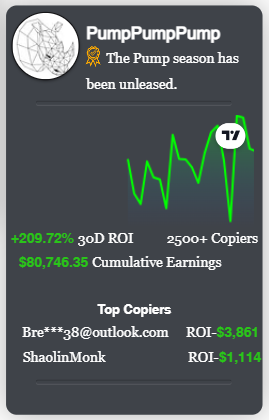 PumpPumpPump
The Pump season has
been unleased.
+209.72% 30D ROI 2500+ Copiers
$80,746.35 Cumulative Earnings
Top Copiers
Bre***38@outlook.com ROI-$3,861
ShaolinMonk ROI-$1,114